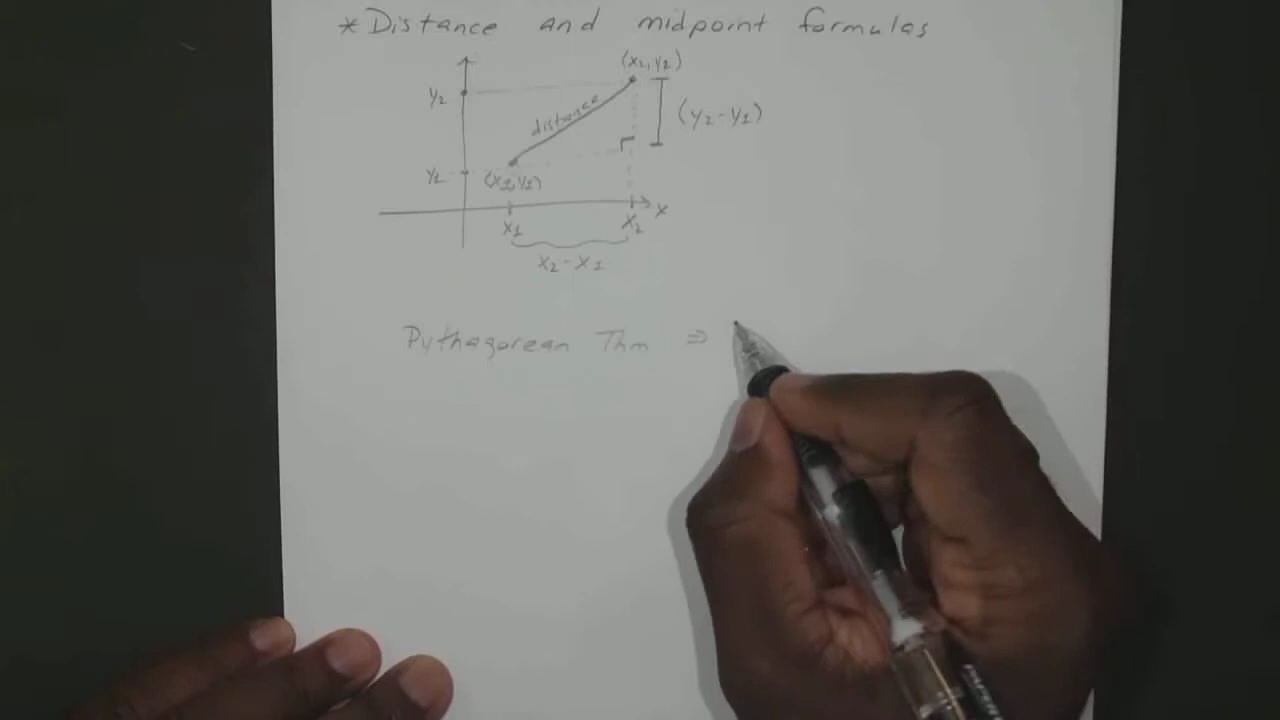 *Distance and midpoint formulas
(x2, y2)
y2
distance
(y2-y1)
y1
(x1, y1)
x
x1
x2
x2-x1
Pythagorean Thm ⇒